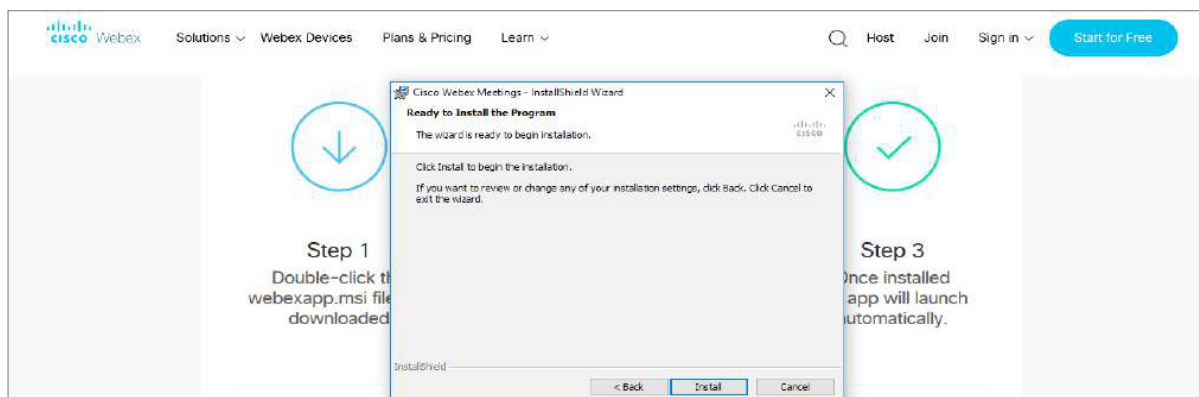 CISCO Webex Solutions Webex Devices Plans & Pricing Learn Host Join Sign in Start for Free
Cisco Webex Meetings - InstallShield Wizard
Ready to Install the Program
The wizard is ready to begin installation.
CISCO
Click Install to begin the installation.
If you want to review or change any of your installation settings, click Back. Click Cancel to
exit the wizard.
InstallShield
< Back Install Cancel
Step 1
Double-click th
webexapp.msi file
downloaded
Step 3
Once installed
app will launch
automatically.